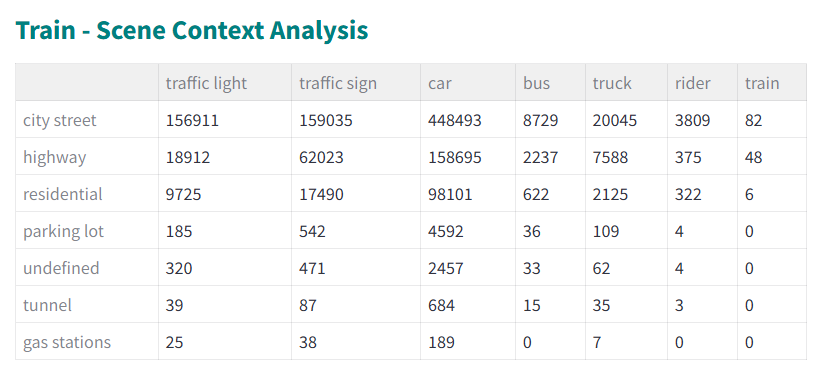 Train - Scene Context Analysis
traffic light traffic sign car bus truck rider train
city street 156911 159035 448493 8729 20045 3809 82
highway 18912 62023 158695 2237 7588 375 48
residential 9725 17490 98101 622 2125 322 6
parking lot 185 542 4592 36 109 4 0
undefined 320 471 2457 33 62 4 0
tunnel 39 87 684 15 35 3 0
gas stations 25 38 189 0 7 0 0